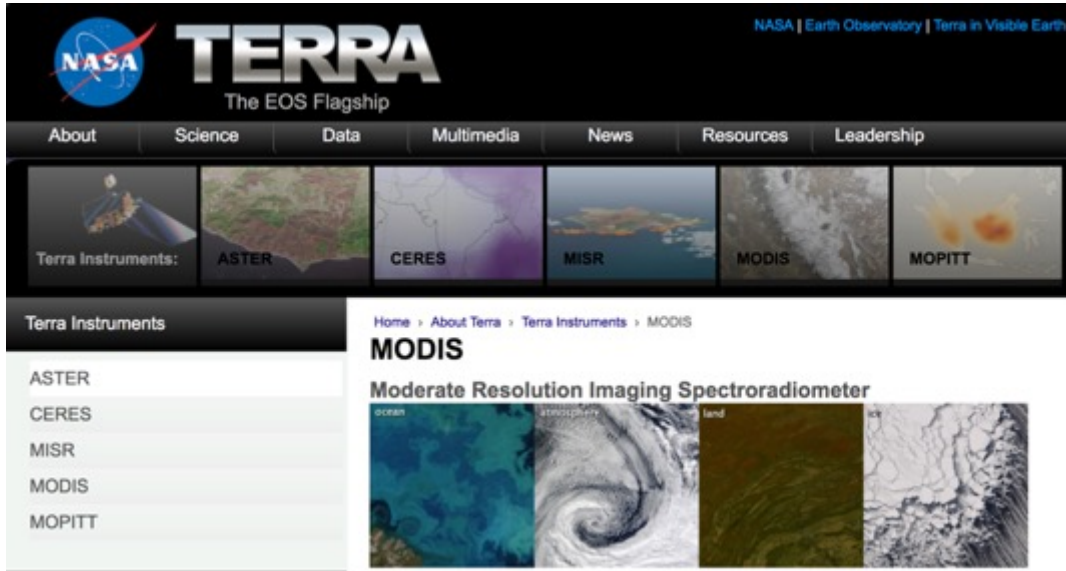 NASA | Earth Observatory | Terra in Visible Earth
NASA
TERRA
The EOS Flagship
About Science Data Multimedia News Resources Leadership
Terra Instruments: ASTER CERES MISR MODIS MOPITT
Terra Instruments
ASTER
CERES
MISR
MODIS
MOPITT
Home › About Terra › Terra Instruments › MODIS
MODIS
Moderate Resolution Imaging Spectroradiometer
ocean atmosphere land ice